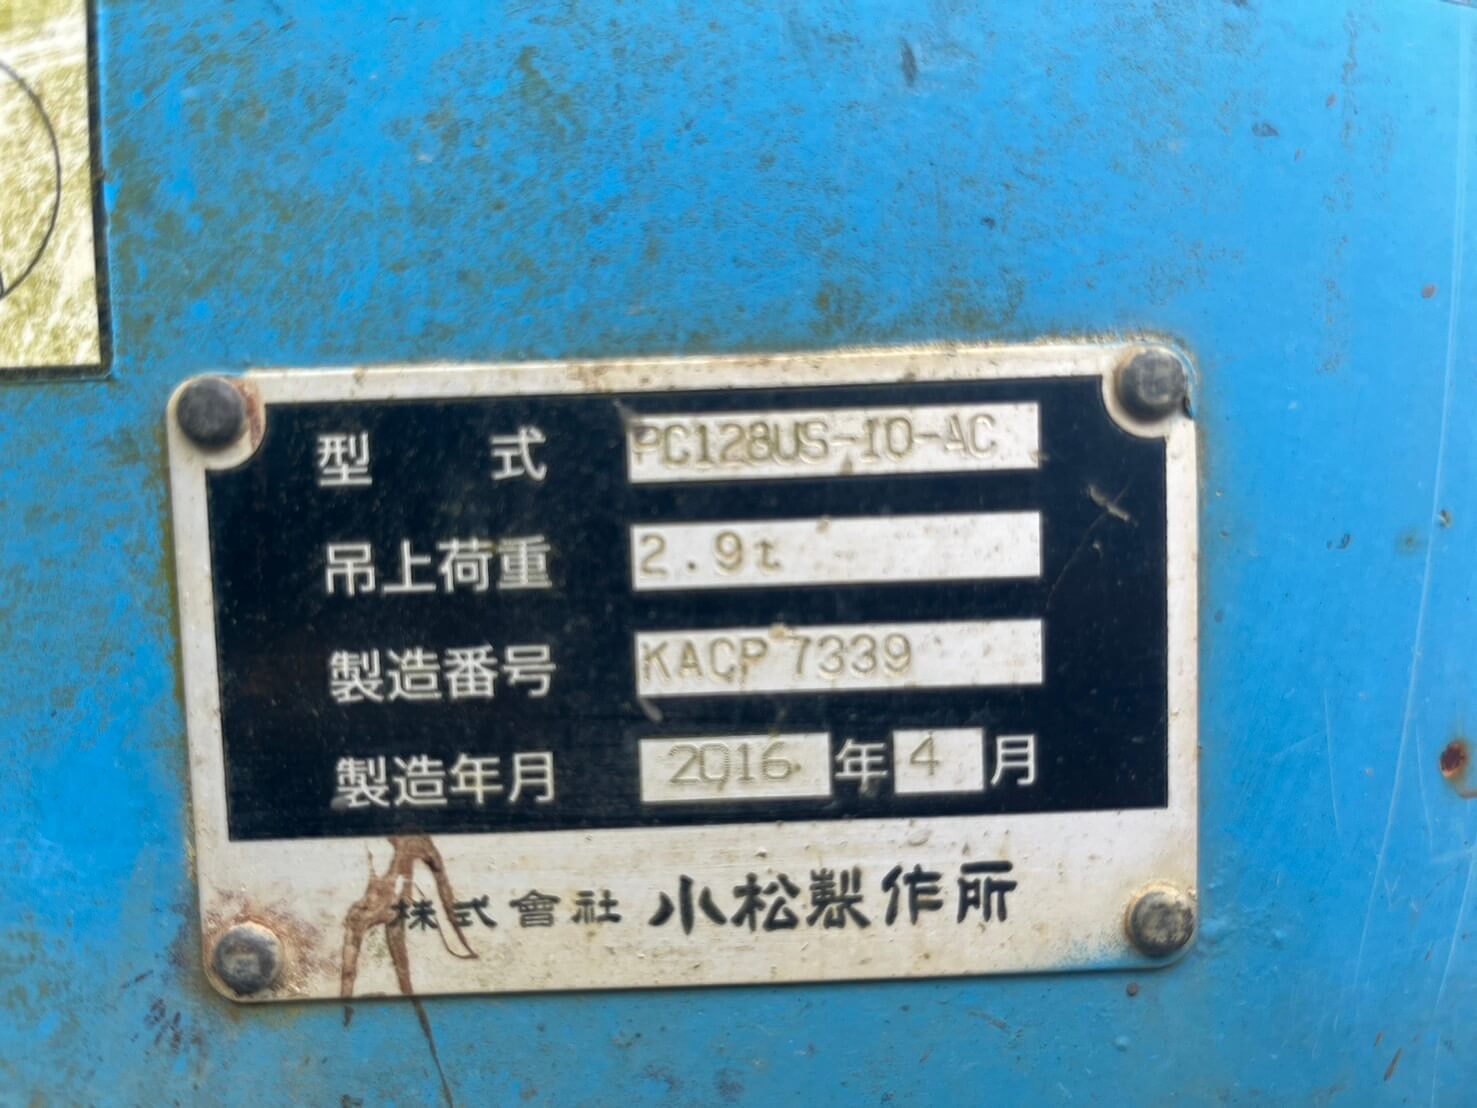 型 式 PC128US-10-AC
吊上荷重 2.9t
製造番号 KACP 7339
製造年月 2016 年 4 月
株式會社 小松製作所